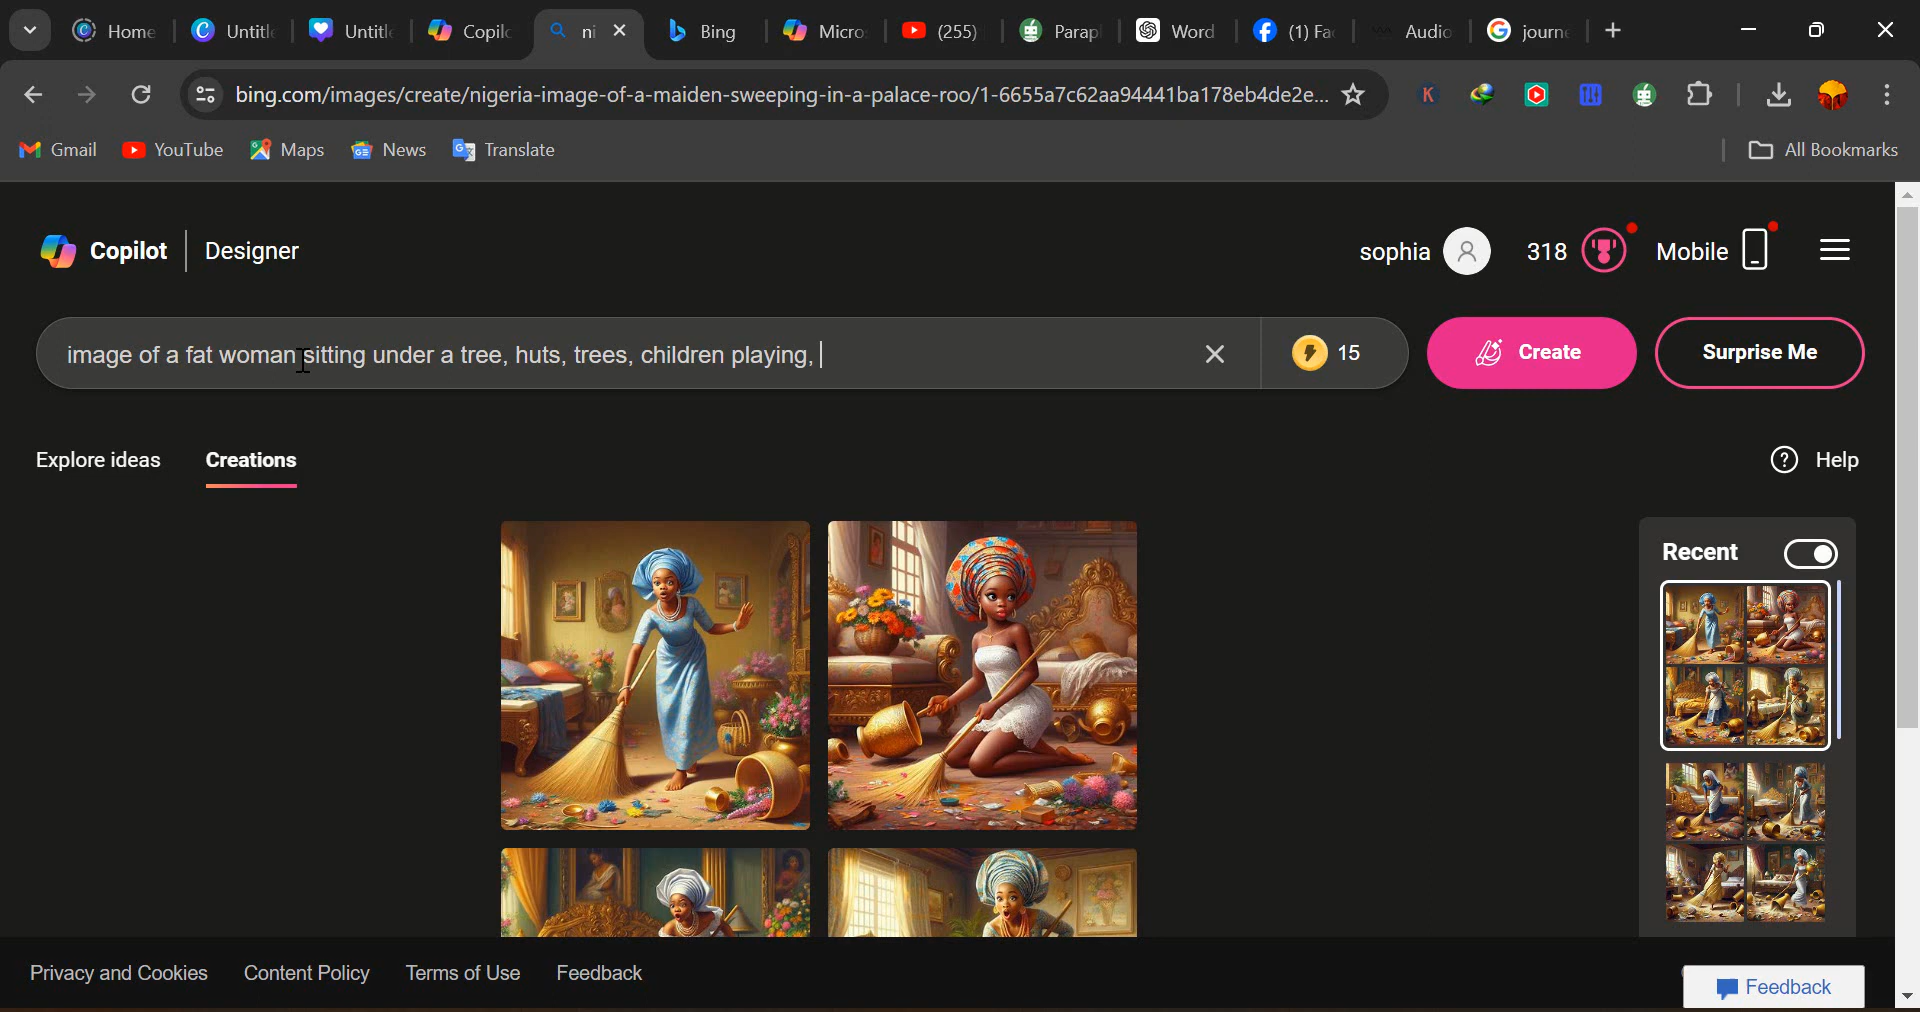 Home
Untitl
Untitl
Copilc
ni
Bing
Micro
(255)
Parap
Word
(1) Fa
Audic
journe
bing.com/images/create/nigeria-image-of-a-maiden-sweeping-in-a-palace-roo/1-6655a7c62aa94441ba178eb4de2e...
K
Gmail
YouTube
Maps
News
Translate
All Bookmarks
Copilot
Designer
sophia
318
Mobile
image of a fat woman sitting under a tree, huts, trees, children playing,
15
Create
Surprise Me
Explore ideas
Creations
Help
Recent
Privacy and Cookies
Content Policy
Terms of Use
Feedback
Feedback